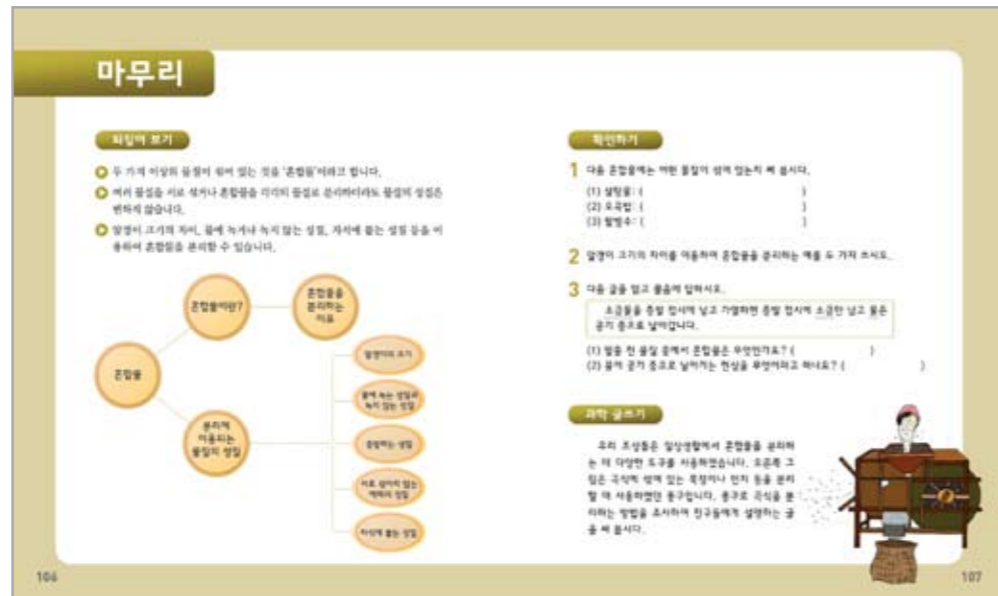 마무리
되짚어 보기
두 가지 이상의 물질이 섞여 있는 것을 '혼합물'이라고 합니다.
여러 물질을 서로 섞거나 혼합물을 각각의 물질로 분리하더라도 물질의 성질은
변하지 않습니다.
알갱이 크기의 차이, 물에 녹거나 녹지 않는 성질, 자석에 붙는 성질 등을 이
용하여 혼합물을 분리할 수 있습니다.
혼합물
혼합물이란?
혼합물을
분리하는
이유
분리에
이용되는
물질의 성질
알갱이의 크기
물에 녹는 성질과
녹지 않는 성질
증발하는 성질
서로 섞이지 않는
액체의 성질
자석에 붙는 성질
106
확인하기
1 다음 혼합물에는 어떤 물질이 섞여 있는지 써 봅시다.
(1) 설탕물: ( )
(2) 오곡밥: ( )
(3) 팥빙수: ( )
2 알갱이 크기의 차이를 이용하여 혼합물을 분리하는 예를 두 가지 쓰시오.
3 다음 글을 읽고 물음에 답하시오.
소금물을 증발 접시에 넣고 가열하면 증발 접시에 소금만 남고 물은
공기 중으로 날아갑니다.
(1) 밑줄 친 물질 중에서 혼합물은 무엇인가요? ( )
(2) 물이 공기 중으로 날아가는 현상을 무엇이라고 하나요? ( )
과학 글쓰기
우리 조상들은 일상생활에서 혼합물을 분리하
는 데 다양한 도구를 사용하였습니다. 오른쪽 그
림은 곡식에 섞여 있는 쭉정이나 먼지 등을 분리
할 때 사용하였던 풍구입니다. 풍구로 곡식을 분
리하는 방법을 조사하여 친구들에게 설명하는 글
을 써 봅시다.
107